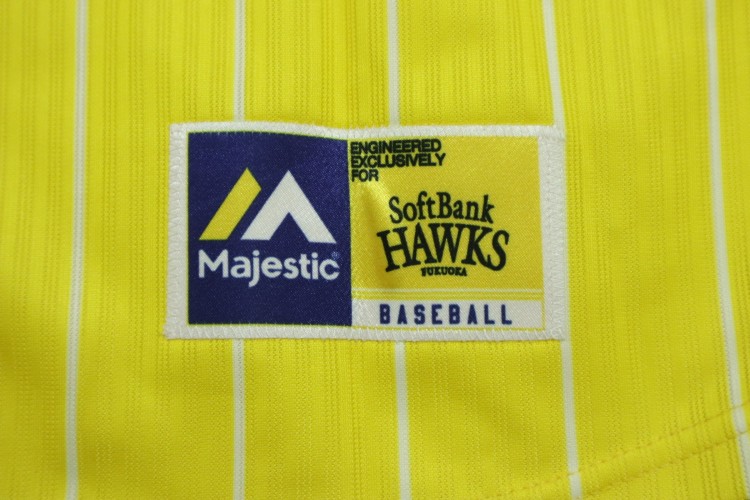 Majestic®
ENGINEERED
EXCLUSIVELY
FOR
SoftBank
HAWKS
FUKUOKA
BASEBALL